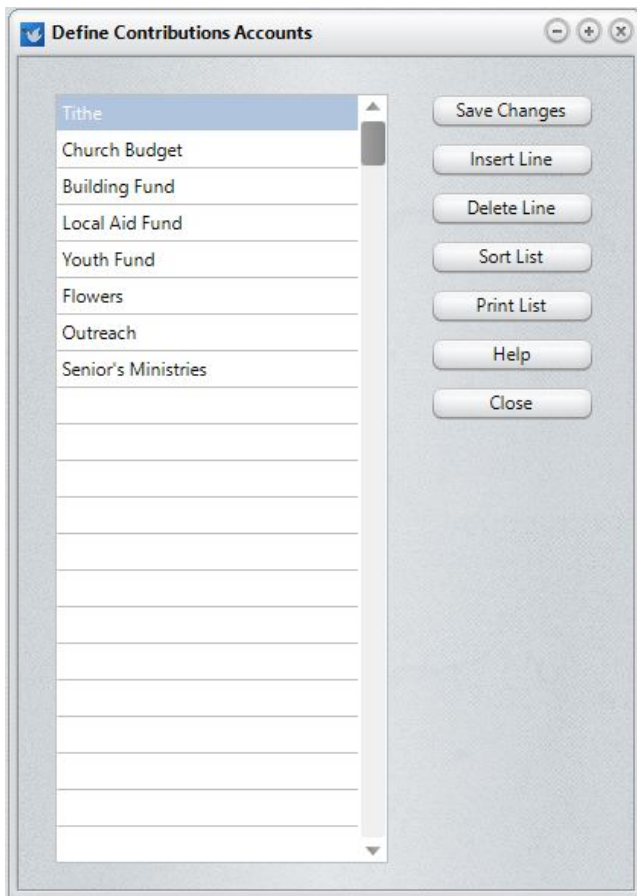 Define Contributions Accounts
Tithe
Church Budget
Building Fund
Local Aid Fund
Youth Fund
Flowers
Outreach
Senior's Ministries
Save Changes
Insert Line
Delete Line
Sort List
Print List
Help
Close